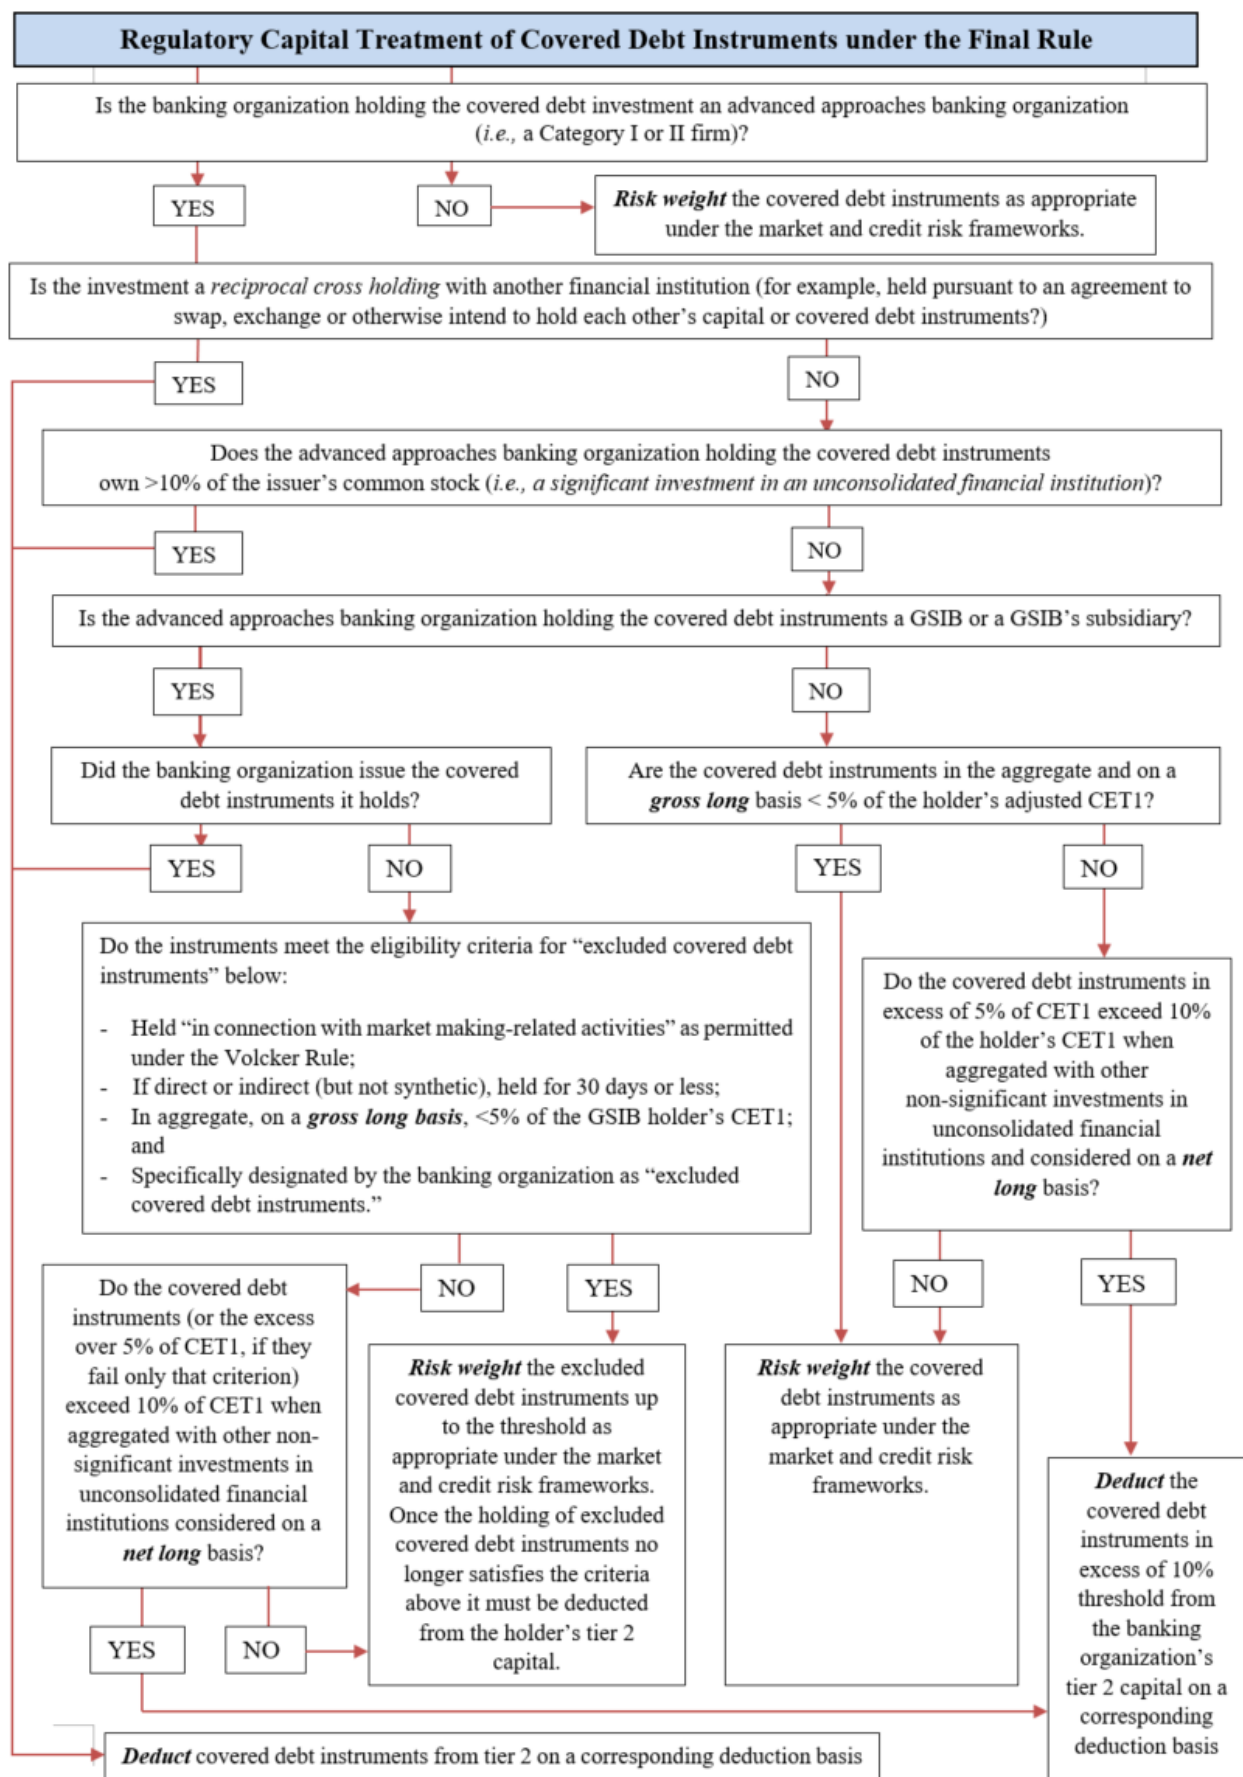 Regulatory Capital Treatment of Covered Debt Instruments under the Final Rule
Is the banking organization holding the covered debt investment an advanced approaches banking organization
(i.e., a Category I or II firm)?
YES
NO
Risk weight the covered debt instruments as appropriate
under the market and credit risk frameworks.
Is the investment a reciprocal cross holding with another financial institution (for example, held pursuant to an agreement to
swap, exchange or otherwise intend to hold each other’s capital or covered debt instruments?)
YES
NO
Does the advanced approaches banking organization holding the covered debt instruments
own >10% of the issuer’s common stock (i.e., a significant investment in an unconsolidated financial institution)?
YES
NO
Is the advanced approaches banking organization holding the covered debt instruments a GSIB or a GSIB’s subsidiary?
YES
NO
Did the banking organization issue the covered
debt instruments it holds?
Are the covered debt instruments in the aggregate and on a
gross long basis < 5% of the holder’s adjusted CET1?
YES
NO
YES
NO
Do the instruments meet the eligibility criteria for “excluded covered debt
instruments” below:
- Held “in connection with market making-related activities” as permitted
under the Volcker Rule;
- If direct or indirect (but not synthetic), held for 30 days or less;
- In aggregate, on a gross long basis, <5% of the GSIB holder’s CET1;
and
- Specifically designated by the banking organization as “excluded
covered debt instruments.”
Do the covered debt instruments in
excess of 5% of CET1 exceed 10%
of the holder’s CET1 when
aggregated with other
non-significant investments in
unconsolidated financial
institutions and considered on a net
long basis?
NO
YES
NO
YES
Do the covered debt
instruments (or the excess
over 5% of CET1, if they
fail only that criterion)
exceed 10% of CET1 when
aggregated with other non-
significant investments in
unconsolidated financial
institutions considered on a
net long basis?
Risk weight the excluded
covered debt instruments up
to the threshold as
appropriate under the market
and credit risk frameworks.
Once the holding of excluded
covered debt instruments no
longer satisfies the criteria
above it must be deducted
from the holder’s tier 2
capital.
Risk weight the covered
debt instruments as
appropriate under the
market and credit risk
frameworks.
Deduct the
covered debt
instruments in
excess of 10%
threshold from
the banking
organization’s
tier 2 capital on a
corresponding
deduction basis
YES
NO
Deduct covered debt instruments from tier 2 on a corresponding deduction basis